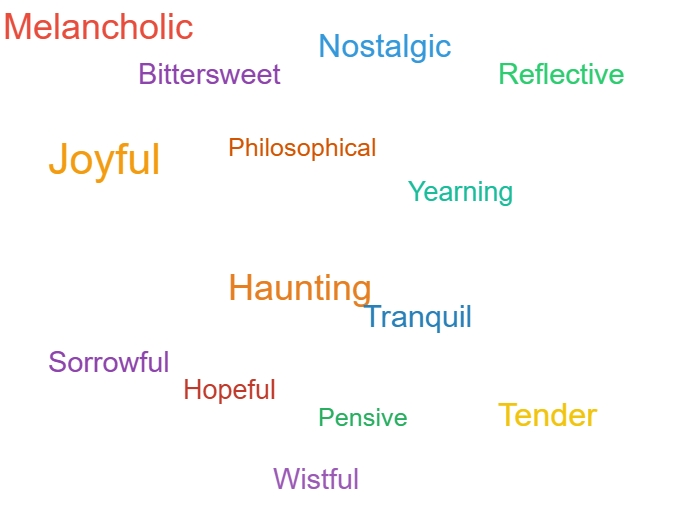 Melancholic
Nostalgic
Bittersweet
Reflective
Joyful
Philosophical
Yearning
Haunting
Tranquil
Sorrowful
Hopeful
Pensive
Tender
Wistful